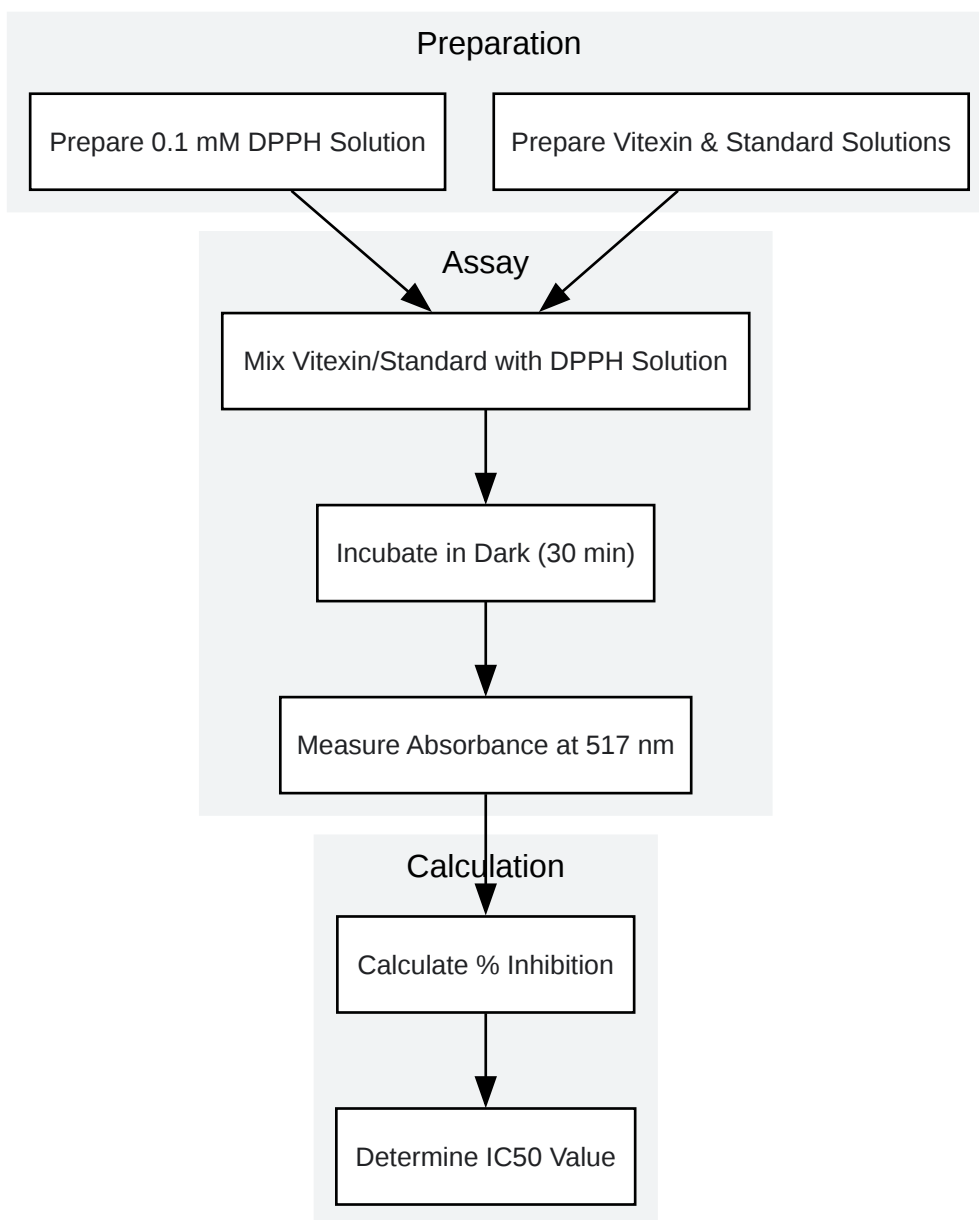 Preparation
Prepare 0.1 mM DPPH Solution
Prepare Vitexin & Standard Solutions
Assay
Mix Vitexin/Standard with DPPH Solution
Incubate in Dark (30 min)
Measure Absorbance at 517 nm
Calculation
Calculate % Inhibition
Determine IC50 Value